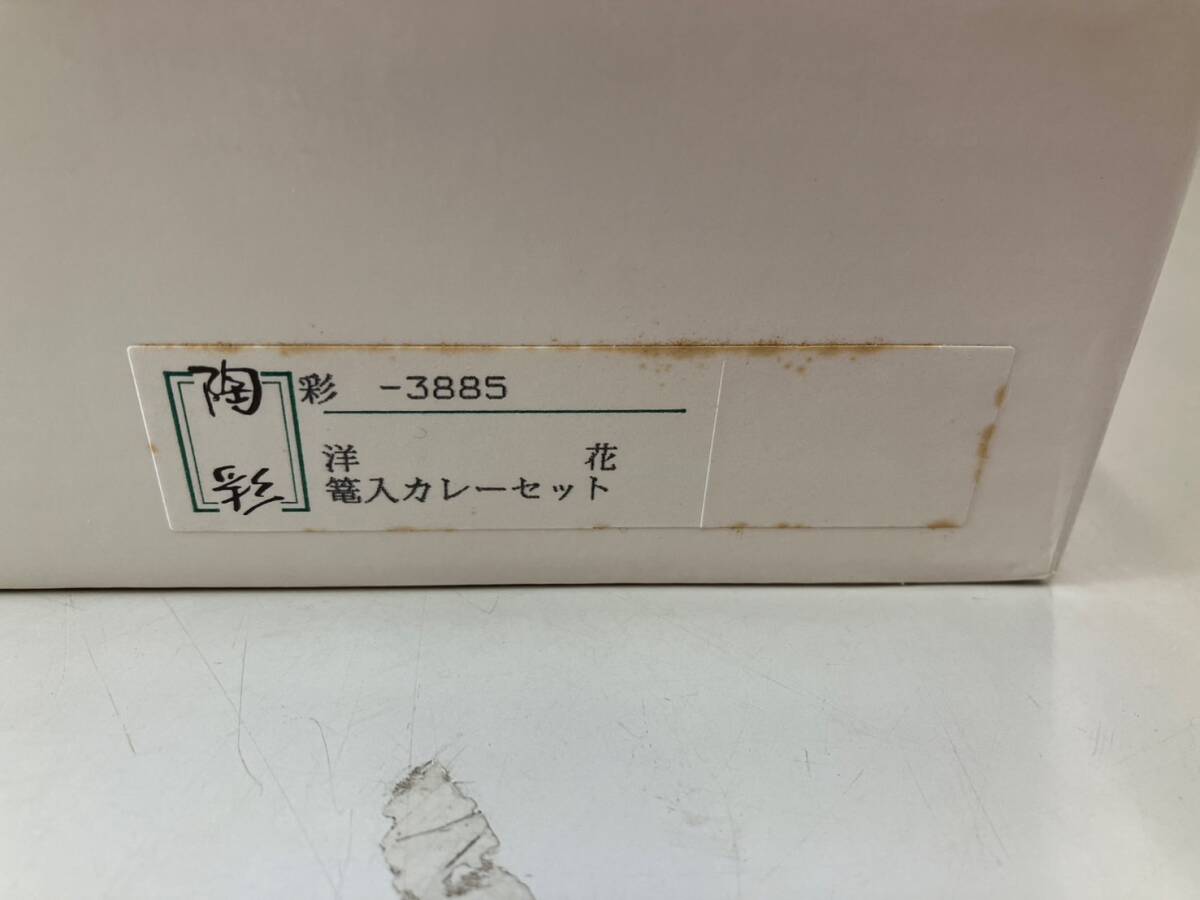 陶彩
彩 -3885
洋 花
篭入カレーセット